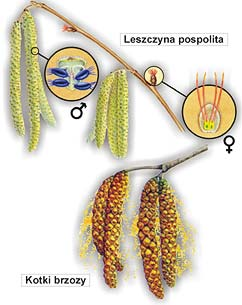 Leszczyna pospolita
♂
♀
Kotki brzozy